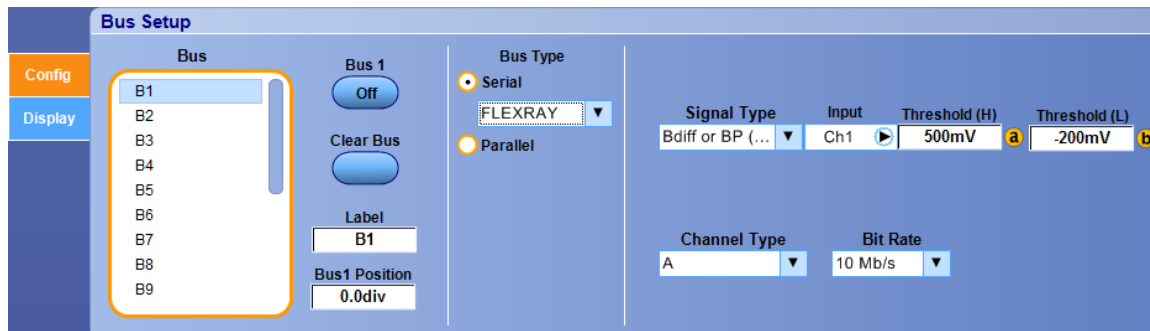 Bus Setup
Config
Display
Bus
B1
B2
B3
B4
B5
B6
B7
B8
B9
Bus 1
Off
Clear Bus
Label
B1
Bus1 Position
0.0div
Bus Type
Serial
FLEXRAY
Parallel
Signal Type
Bdiff or BP (...
Input
Ch1
Threshold (H)
500mV
a
Threshold (L)
-200mV
b
Channel Type
A
Bit Rate
10 Mb/s